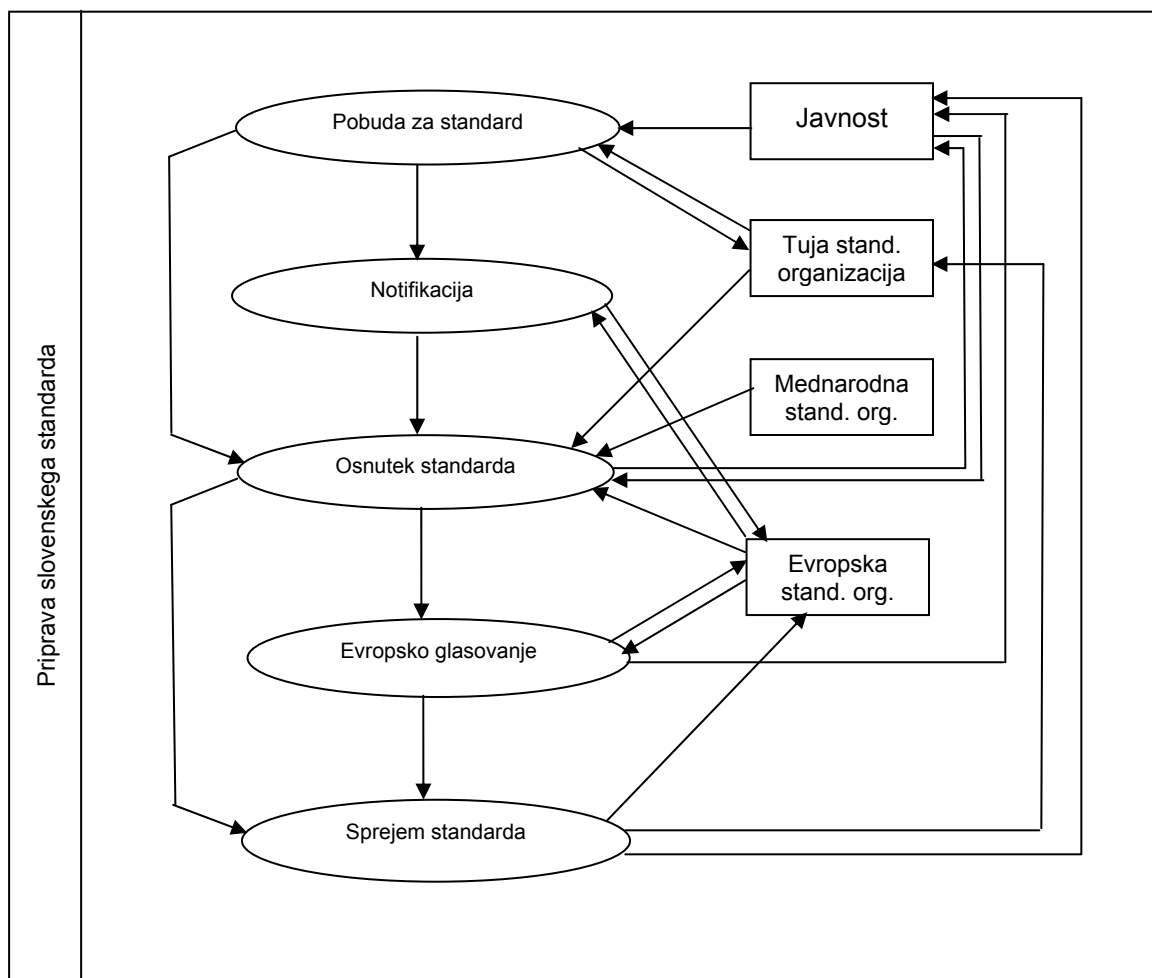 Priprava slovenskega standarda
Pobuda za standard
Javnost
Tuja stand.
organizacija
Notifikacija
Mednarodna
stand. org.
Osnutek standarda
Evropska
stand. org.
Evropsko glasovanje
Sprejem standarda